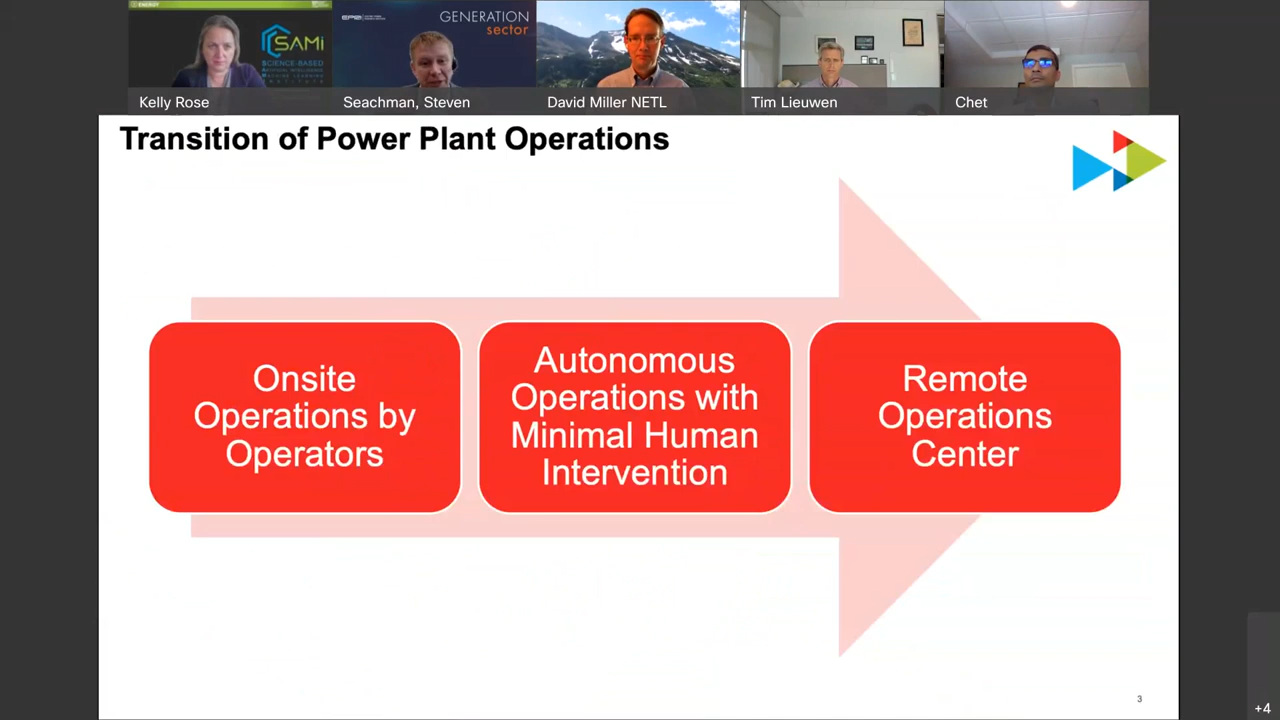 ENERGY
SAMi
SCIENCE-BASED
ARTIFICIAL INTELLIGENCE
MACHINE LEARNING
INSTITUTE
EPRI
GENERATION
sector
Kelly Rose
Seachman, Steven
David Miller NETL
Tim Lieuwen
Chet
Transition of Power Plant Operations
Onsite
Operations by
Operators
Autonomous
Operations with
Minimal Human
Intervention
Remote
Operations
Center
3
+4